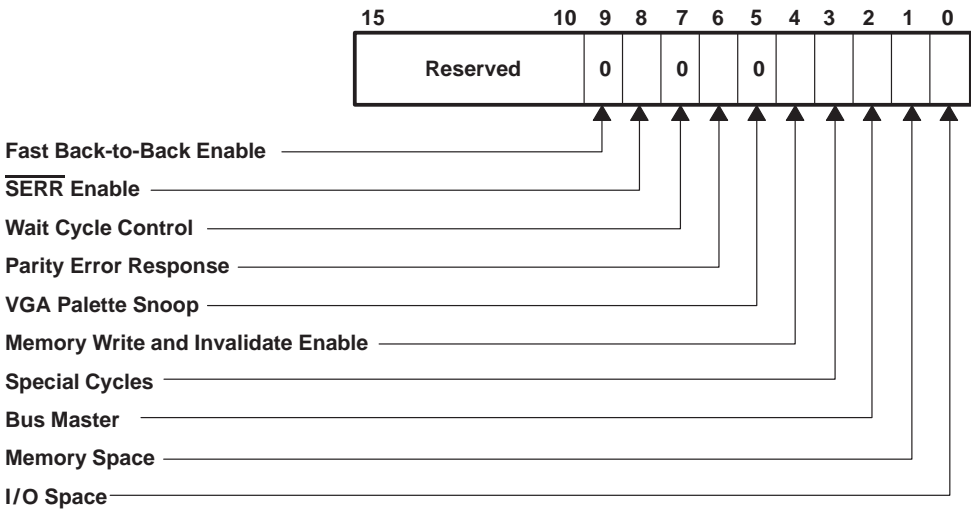 15 10 9 8 7 6 5 4 3 2 1 0
Reserved 0 0 0
Fast Back-to-Back Enable
SERR Enable
Wait Cycle Control
Parity Error Response
VGA Palette Snoop
Memory Write and Invalidate Enable
Special Cycles
Bus Master
Memory Space
I/O Space